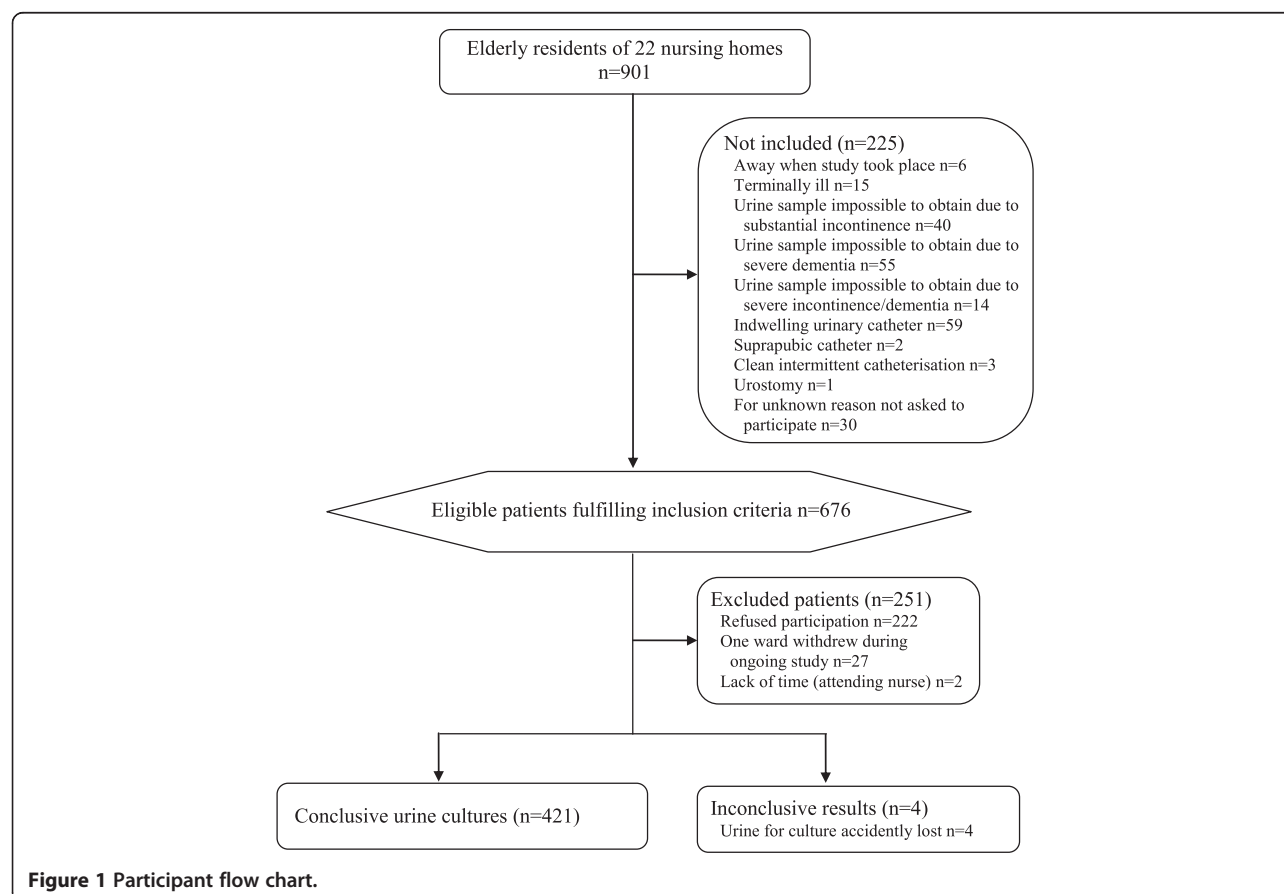 Elderly residents of 22 nursing homes
n=901
Not included (n=225)
Away when study took place n=6
Terminally ill n=15
Urine sample impossible to obtain due to
substantial incontinence n=40
Urine sample impossible to obtain due to
severe dementia n=55
Urine sample impossible to obtain due to
severe incontinence/dementia n=14
Indwelling urinary catheter n=59
Suprapubic catheter n=2
Clean intermittent catheterisation n=3
Urostomy n=1
For unknown reason not asked to
participate n=30
Eligible patients fulfilling inclusion criteria n=676
Excluded patients (n=251)
Refused participation n=222
One ward withdrew during
ongoing study n=27
Lack of time (attending nurse) n=2
Conclusive urine cultures (n=421)
Inconclusive results (n=4)
Urine for culture accidently lost n=4
Figure 1 Participant flow chart.